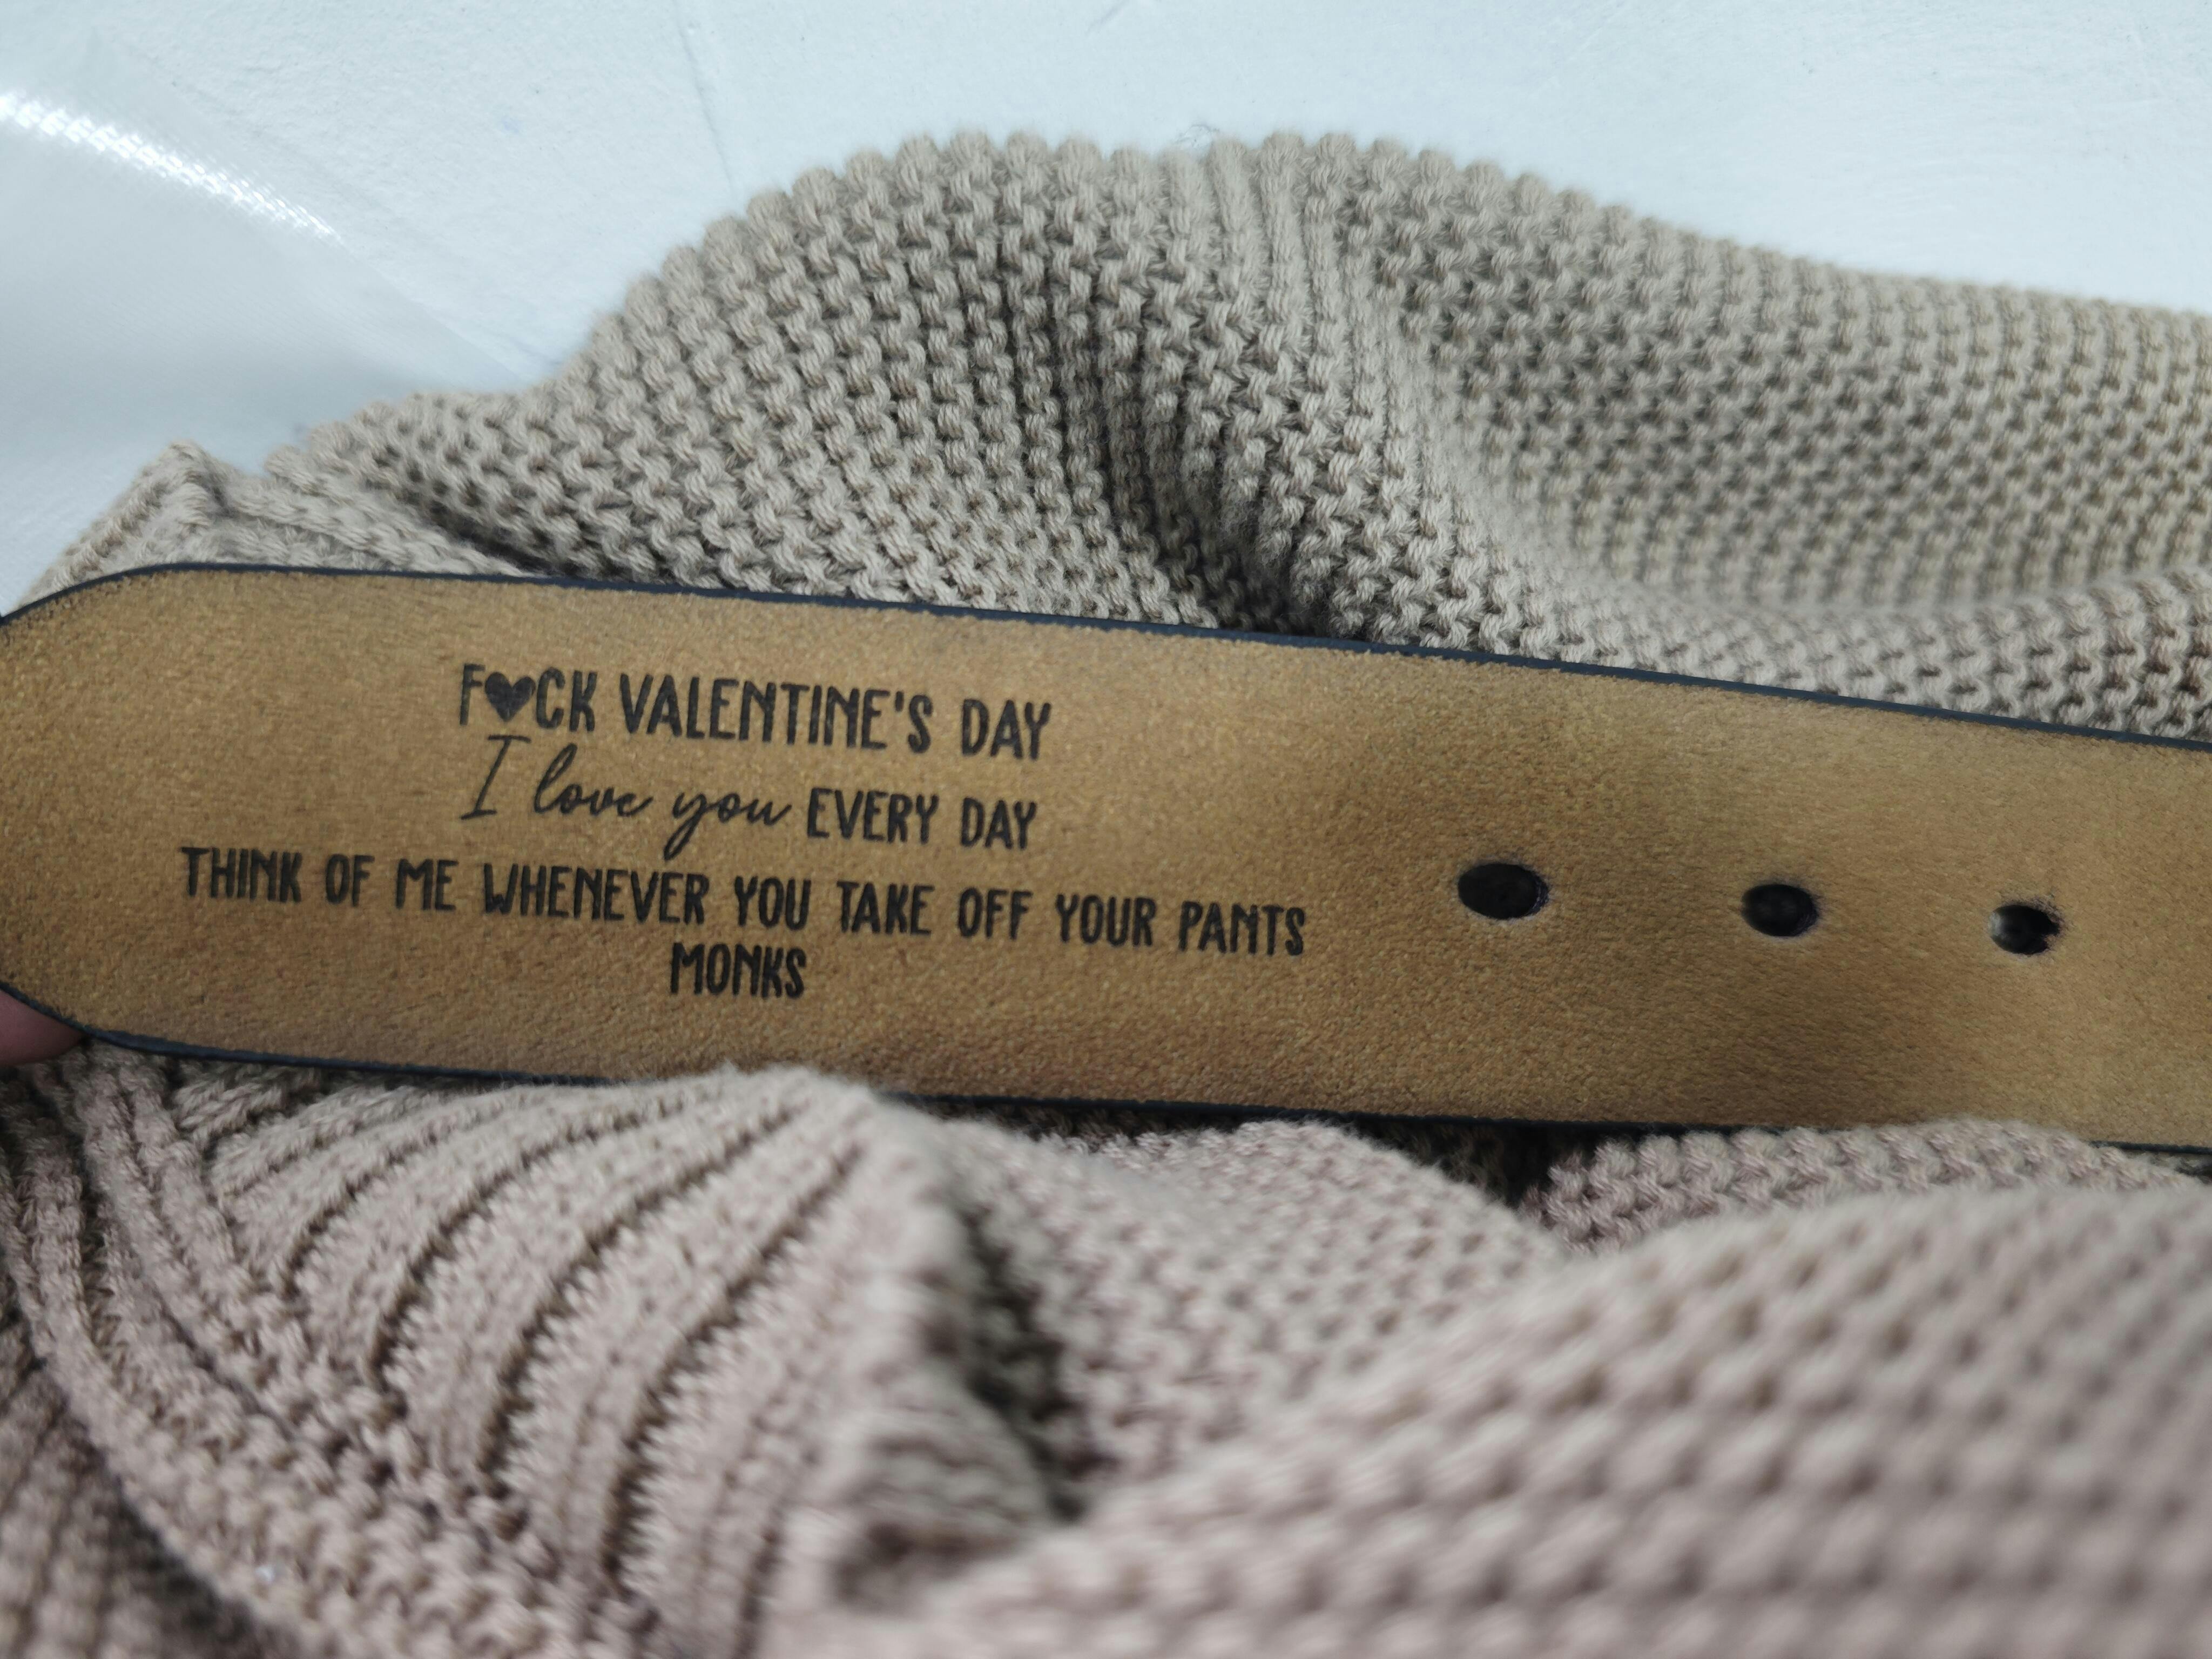 F♥CK VALENTINE'S DAY
I love you EVERY DAY
THINK OF ME WHENEVER YOU TAKE OFF YOUR PANTS
MONKS